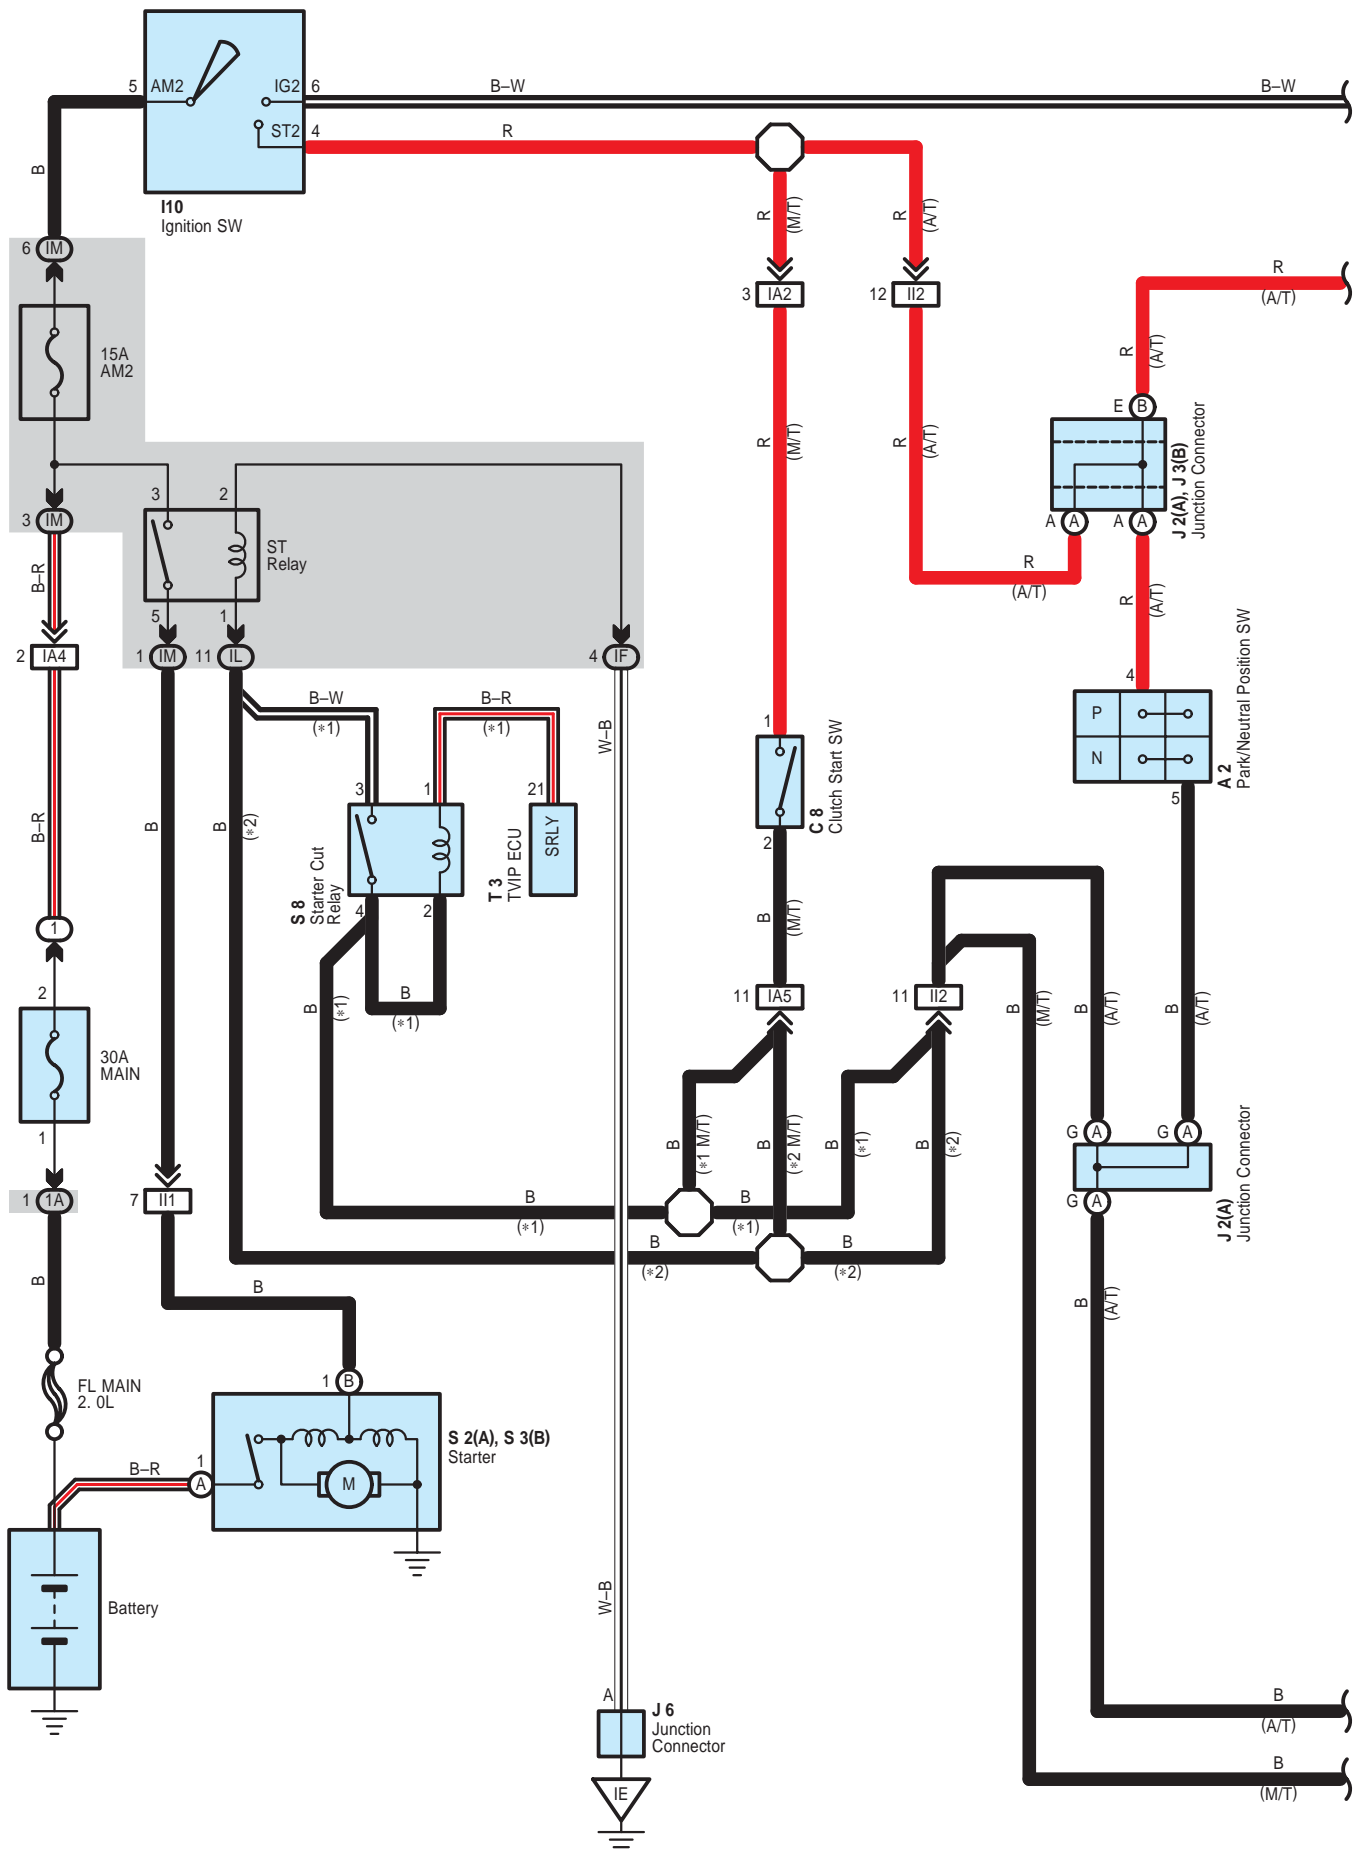 5 AM2 IG2 6 B–W B–W
ST2 4 R
B
I10
Ignition SW
R (M/T) R (A/T)
6 IM
R
(A/T)
3 IA2 12 II2
15A
AM2
R (A/T)
E B
J 2(A), J 3(B)
Junction Connector
R (M/T) R (A/T)
3 2
3 IM
A A A A
ST
Relay
B–R
R
(A/T)
R (A/T)
5 1
2 IA4 1 IM 11 IL 4 IF
4
B–W
(*1)
B–R
(*1)
W–B
1
P
N
A 2
Park/Neutral Position SW
3 1 21
5
B–R B B (*2)
SRLY
T 3
TVIP ECU
C 8
Clutch Start SW
2
S 8
Starter Cut
Relay
4 2
1
B (M/T)
2
B
(*1)
B (*1)
11 IA5 11 II2
B (M/T) B (A/T) B (A/T)
30A
MAIN
1
B (*1 M/T) B (*2 M/T) B (*1) B (*2)
G A G A
1 1A 7 II1
B
(*1)
B
(*1)
G A
J 2(A)
Junction Connector
B
(*2)
B
(*2)
B
B
B (A/T)
FL MAIN
2. 0L
1 B
S 2(A), S 3(B)
Starter
1
B–R
A
M
Battery
W–B
A
J 6
Junction
Connector
B
(A/T)
B
(M/T)
IE